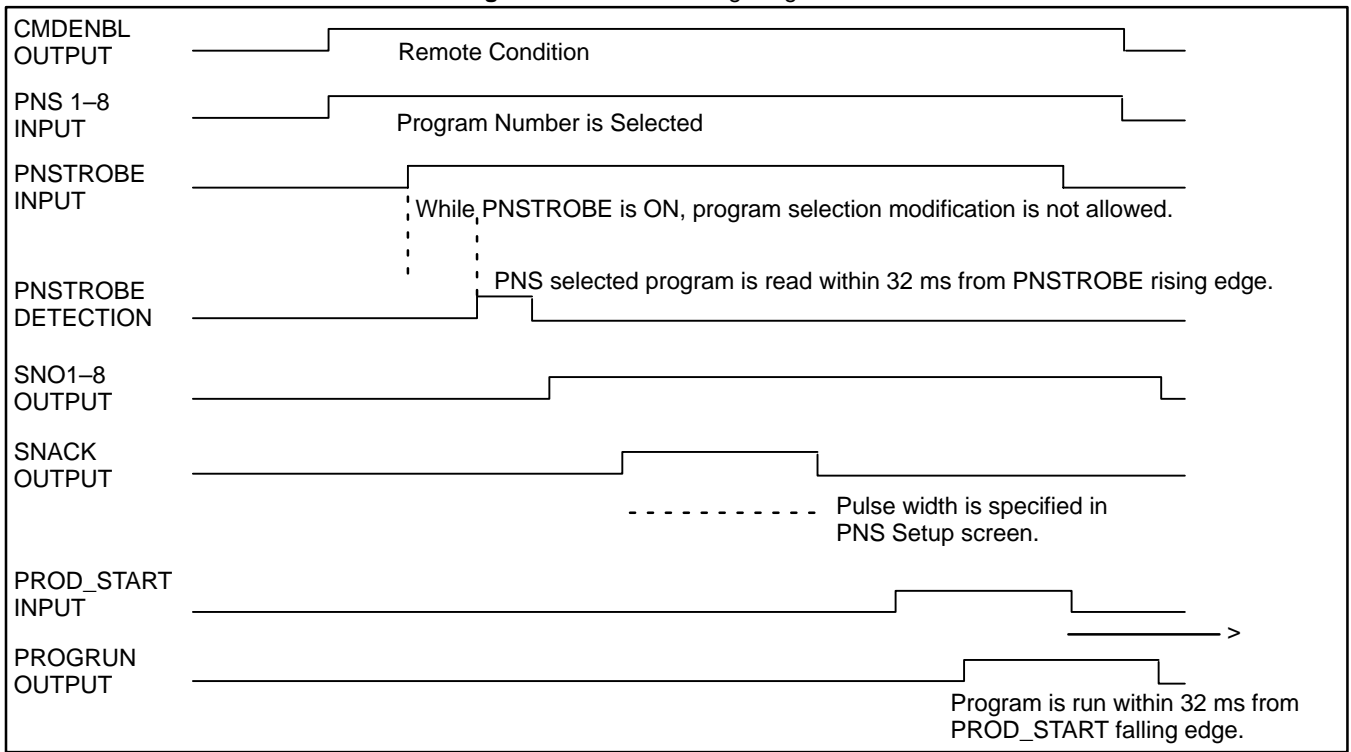 CMDENBL
OUTPUT
Remote Condition
PNS 1–8
INPUT
Program Number is Selected
PNSTROBE
INPUT
While PNSTROBE is ON, program selection modification is not allowed.
PNS selected program is read within 32 ms from PNSTROBE rising edge.
PNSTROBE
DETECTION
SNO1–8
OUTPUT
SNACK
OUTPUT
Pulse width is specified in
PNS Setup screen.
PROD_START
INPUT
>
PROGRUN
OUTPUT
Program is run within 32 ms from
PROD_START falling edge.